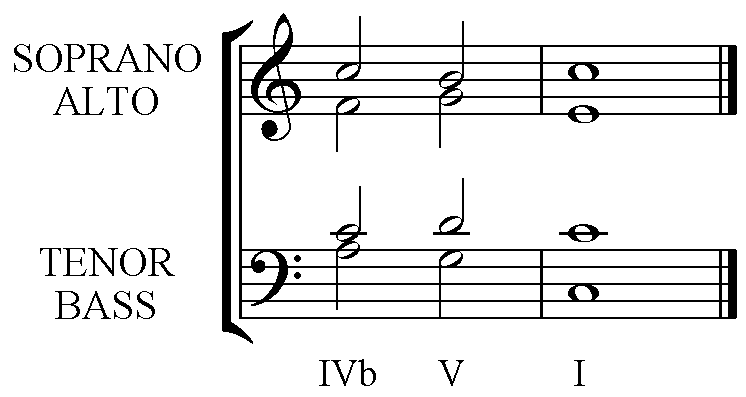 SOPRANO
ALTO
TENOR
BASS
IVb V I